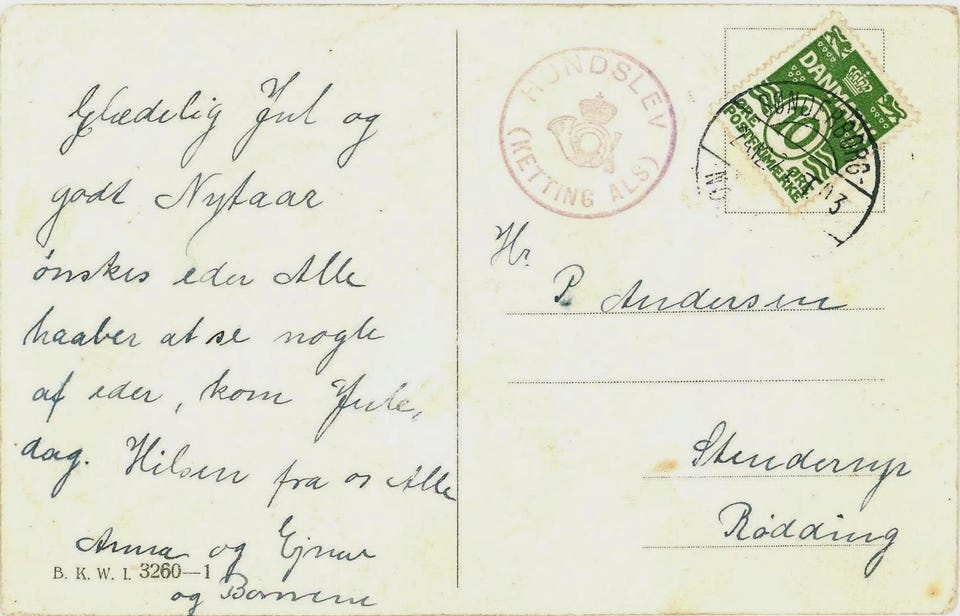 Glædelig Jul og
godt Nytaar
ønskes eder Alle
haaber at se nogle
af eder, kom Jule,
dag. Hilsen fra os Alle
Anna og Ejnar
og Børnene
B. K. W. I. 3260—1
HUNDSLEV
(KETTING ALS)
DANMARK
10
ØRE
POSTFRIMÆRKE
SØNDERBORG
Hr.
P. Andersen
Stenderup
Rødding